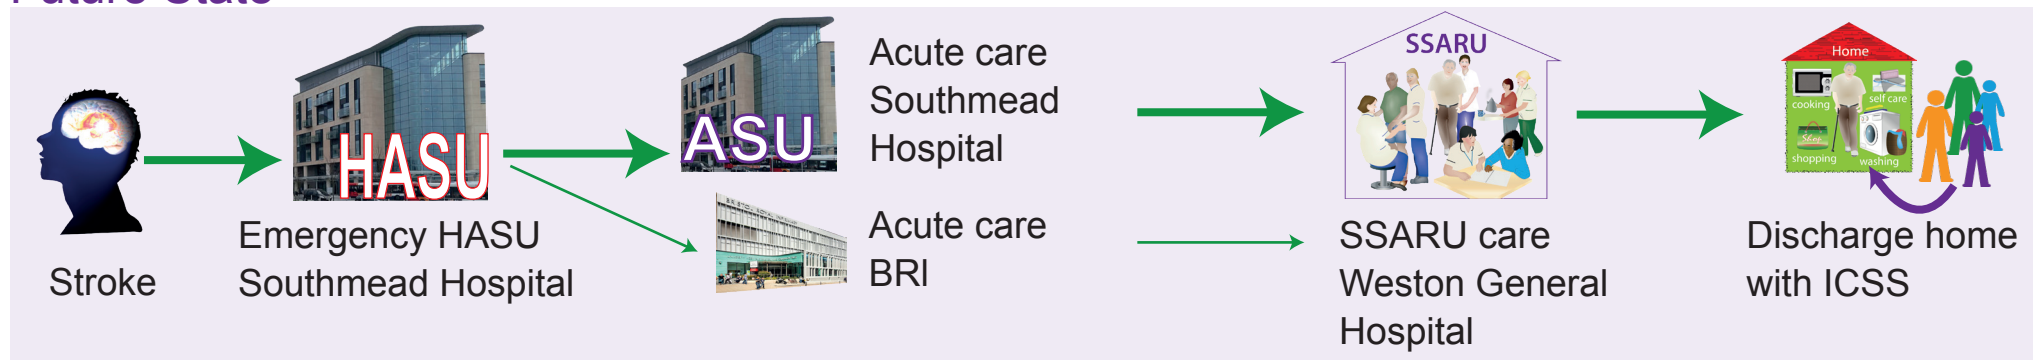 Future State
Stroke
HASU
Emergency HASU
Southmead Hospital
ASU
Acute care
Southmead
Hospital
Acute care
BRI
SSARU
SSARU care
Weston General
Hospital
Home
cooking
self care
Shop
shopping
washing
Discharge home
with ICSS